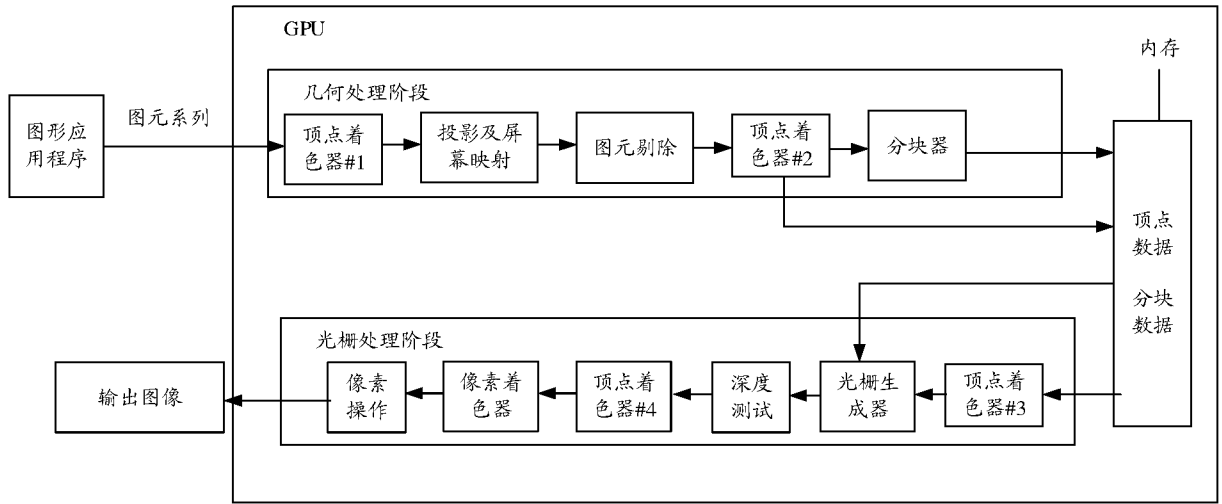 GPU
内存
几何处理阶段
图形应
用程序
图元系列
顶点着
色器#1
投影及屏
幕映射
图元剔除
顶点着
色器#2
分块器
顶点
数据
分块
数据
光栅处理阶段
输出图像
像素
操作
像素着
色器
顶点着
色器#4
深度
测试
光栅生
成器
顶点着
色器#3